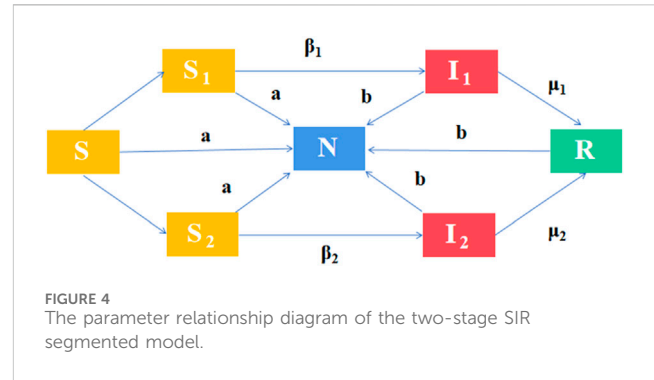 β₁
S₁
I₁
a
b
μ₁
a
b
S
N
R
a
b
S₂
I₂
β₂
μ₂
FIGURE 4
The parameter relationship diagram of the two-stage SIR
segmented model.